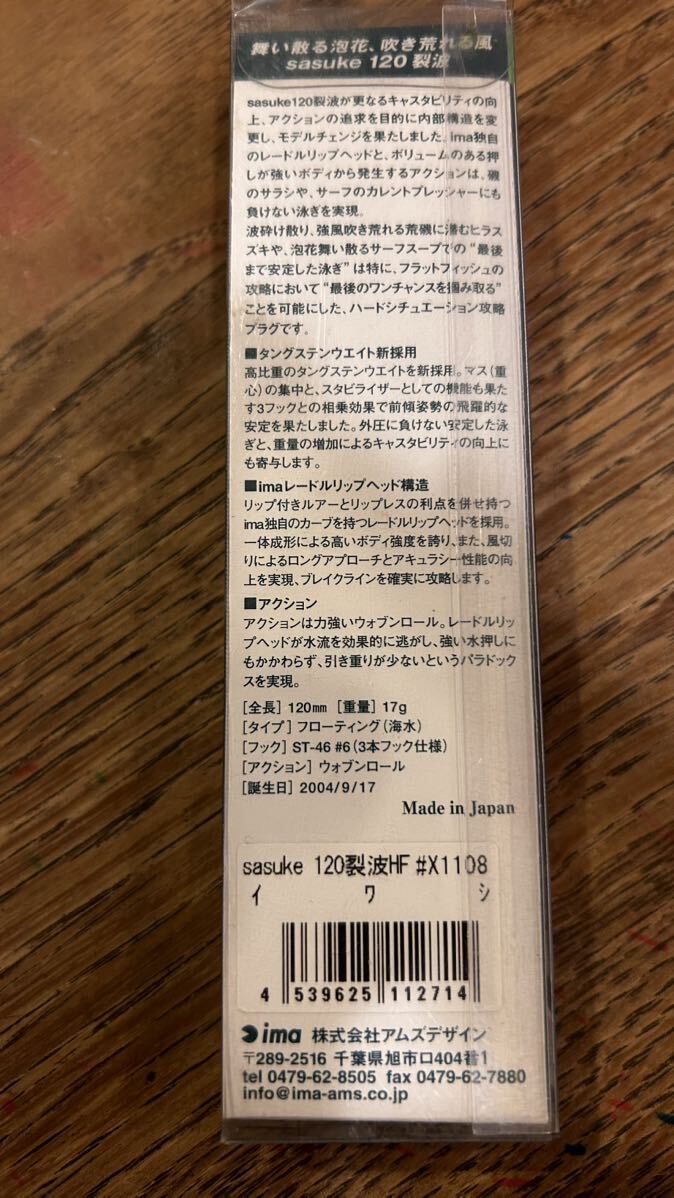 舞い散る泡花、吹き荒れる風
sasuke 120 裂波
sasuke120裂波が更なるキャスタビリティの向
上、アクションの追求を目的に内部構造を変
更し、モデルチェンジを果たしました。ima独自
のレードルリップヘッドと、ボリュームのある押
しが強いボディから発生するアクションは、磯
のサラシや、サーフのカレントプレッシャーにも
負けない泳ぎを実現。
波砕け散り、強風吹き荒れる荒磯に潜むヒラス
ズキや、泡花舞い散るサーフスープでの“最後
まで安定した泳ぎ”は特に、フラットフィッシュの
攻略において“最後のワンチャンスを掴み取る”
ことを可能にした、ハードシチュエーション攻略
プラグです。
■タングステンウエイト新採用
高比重のタングステンウエイトを新採用。マス(重
心)の集中と、スタビライザーとしての機能も果た
す3フックとの相乗効果で前傾姿勢の飛躍的な
安定を果たしました。外圧に負けない安定した泳
ぎと、重量の増加によるキャスタビリティの向上に
も寄与します。
■imaレードルリップヘッド構造
リップ付きルアーとリップレスの利点を併せ持つ
ima独自のカーブを持つレードルリップヘッドを採用。
一体成形による高いボディ強度を誇り、また、風切
りによるロングアプローチとアキュラシー性能の向
上を実現、ブレイクラインを確実に攻略します。
■アクション
アクションは力強いウォブンロール。レードルリッ
プヘッドが水流を効果的に逃がし、強い水押しに
もかかわらず、引き重りが少ないというパラドック
スを実現。
[全長] 120mm [重量] 17g
[タイプ] フローティング(海水)
[フック] ST-46 #6(3本フック仕様)
[アクション] ウォブンロール
[誕生日] 2004/9/17
Made in Japan
sasuke 120裂波HF #X1108
イワシ
4 539625 112714
ima 株式会社アムズデザイン
〒289-2516 千葉県旭市ロ404番1
tel 0479-62-8505 fax 0479-62-7880
info@ima-ams.co.jp